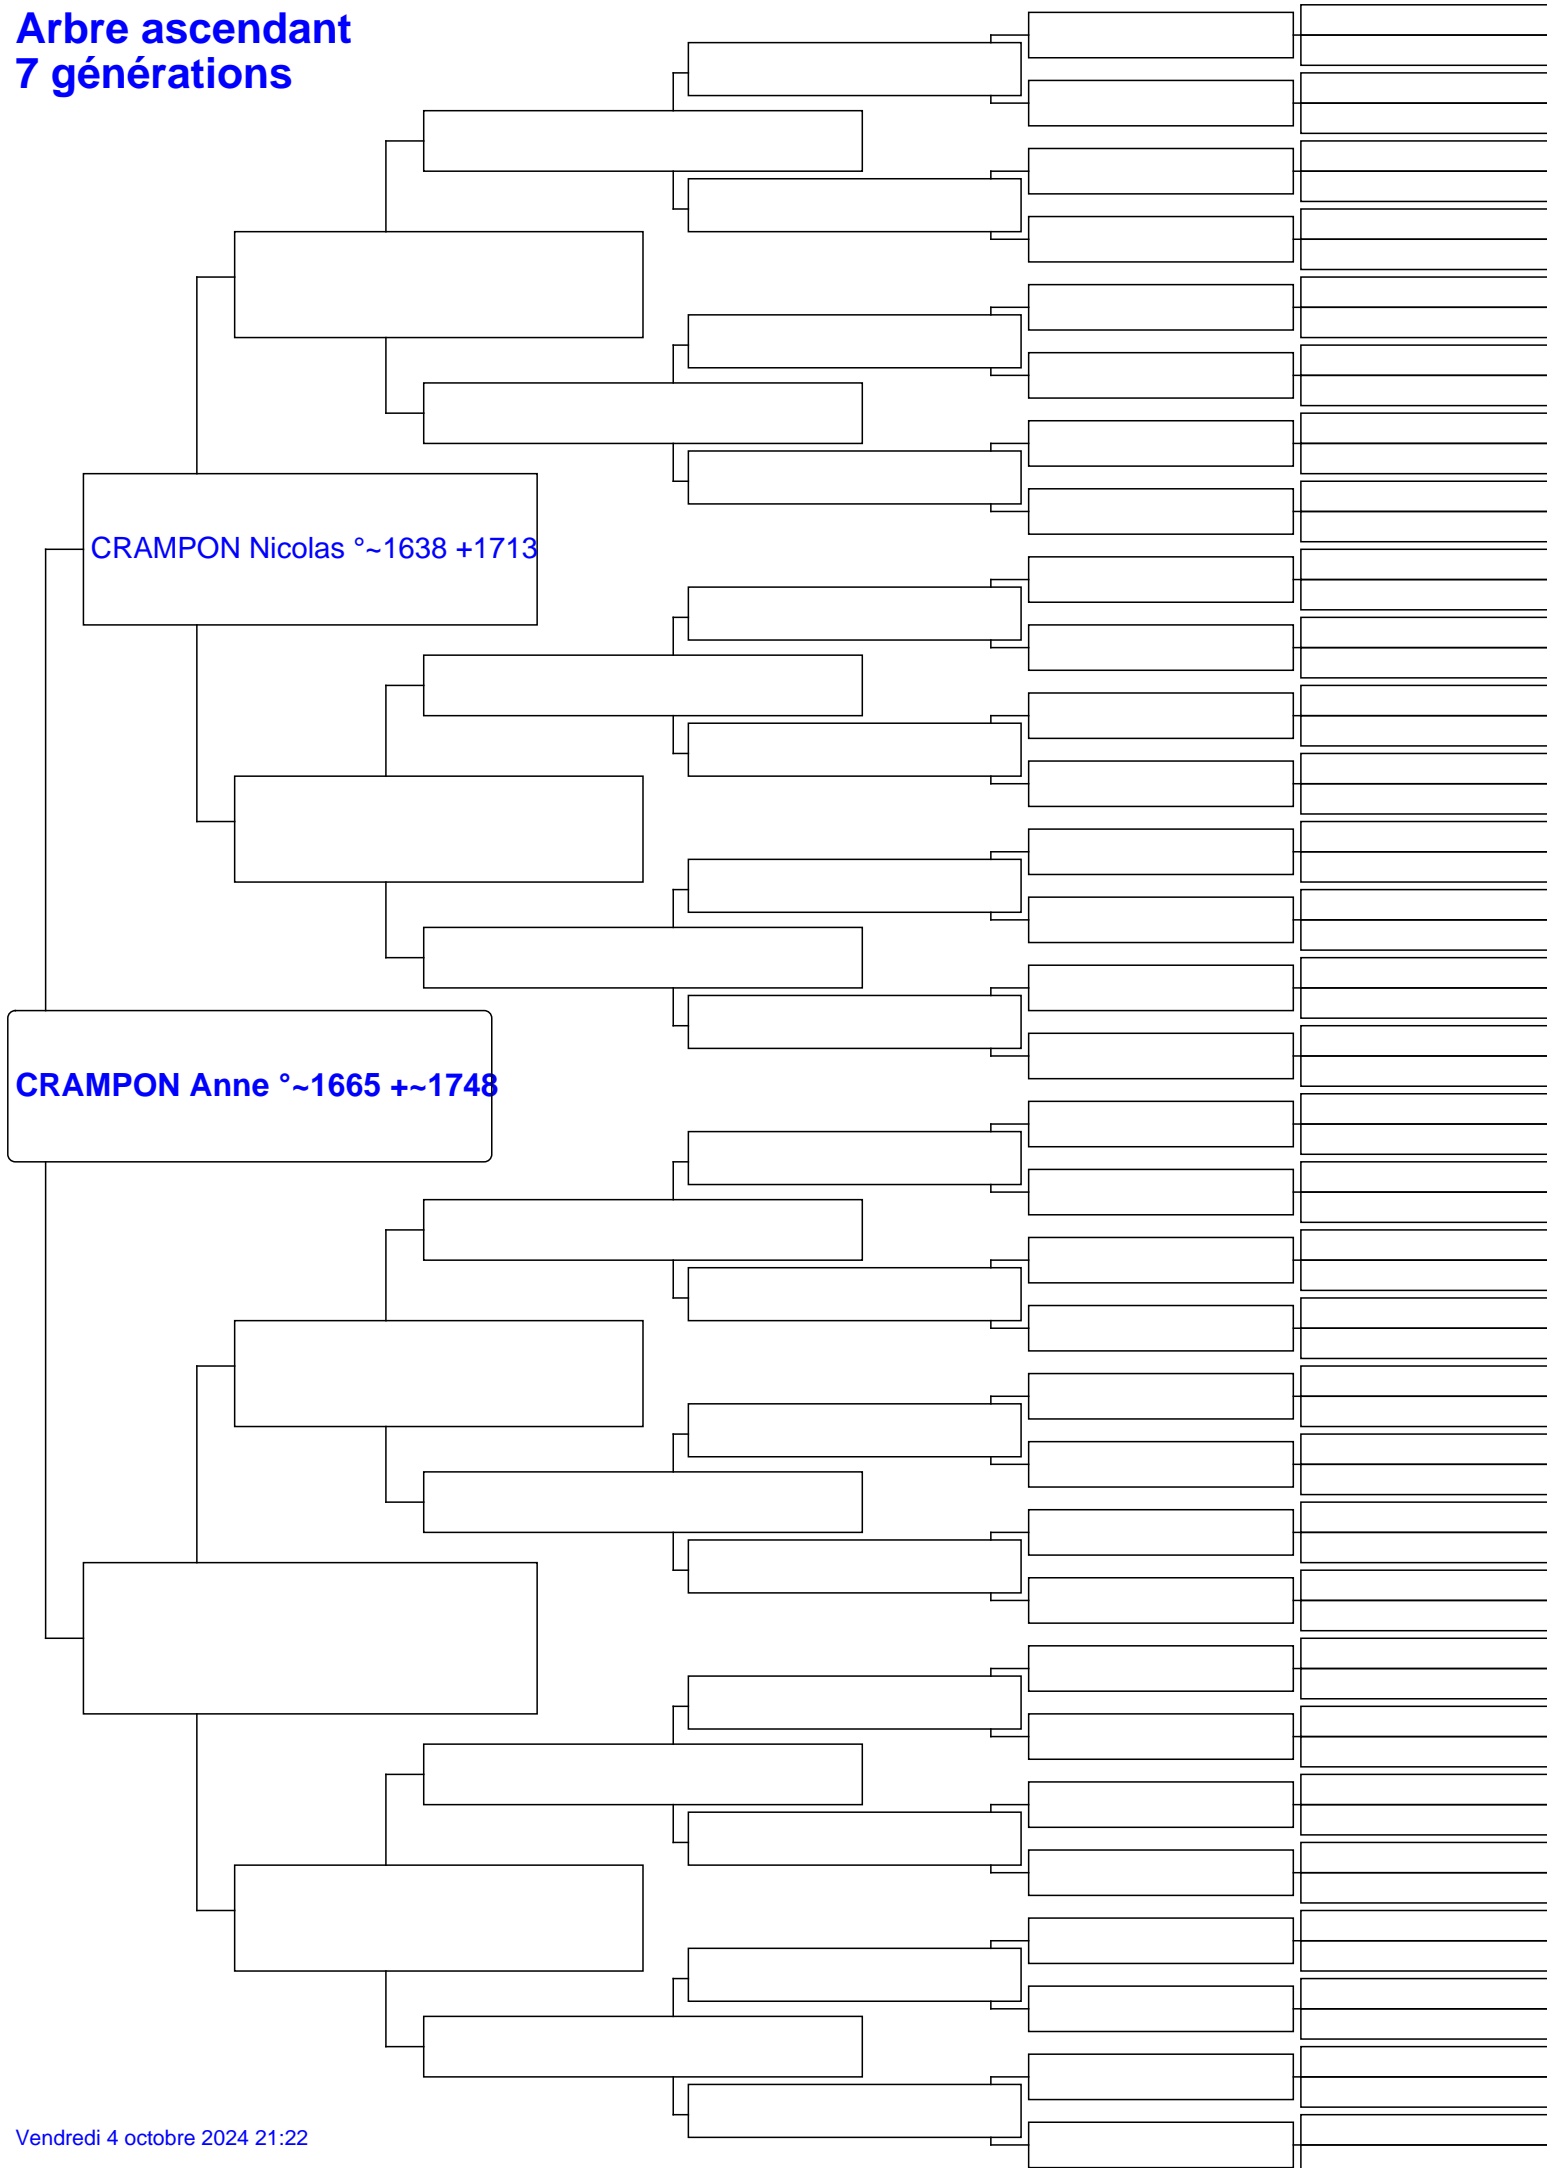 Arbre ascendant
7 générations
CRAMPON Nicolas °~1638 +1713
CRAMPON Anne °~1665 +~1748
Vendredi 4 octobre 2024 21:22